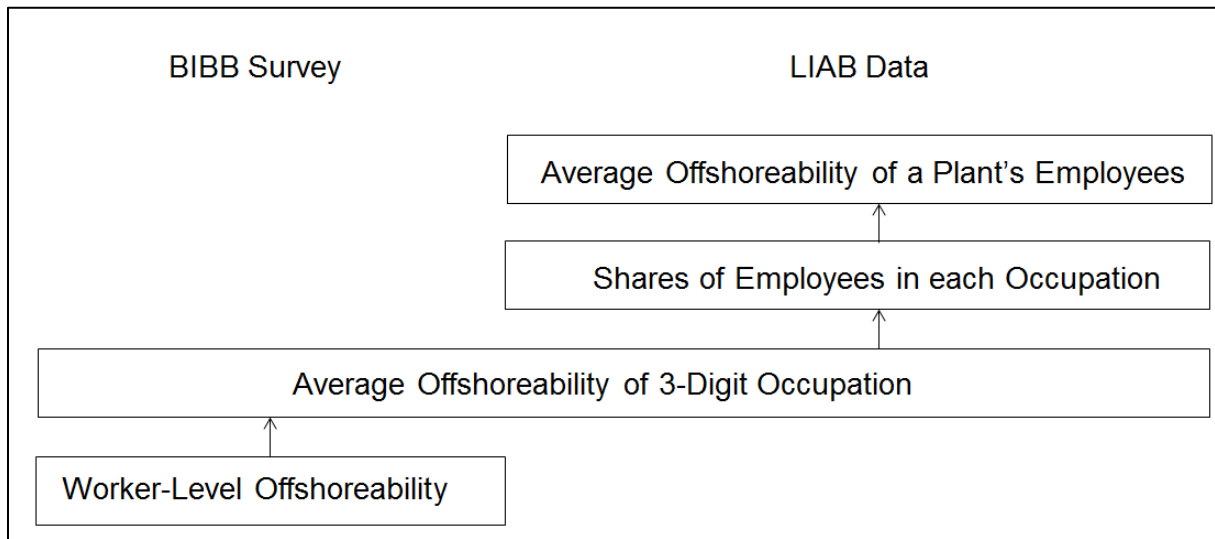 BIBB Survey
LIAB Data
Average Offshoreability of a Plant’s Employees
Shares of Employees in each Occupation
Average Offshoreability of 3-Digit Occupation
Worker-Level Offshoreability